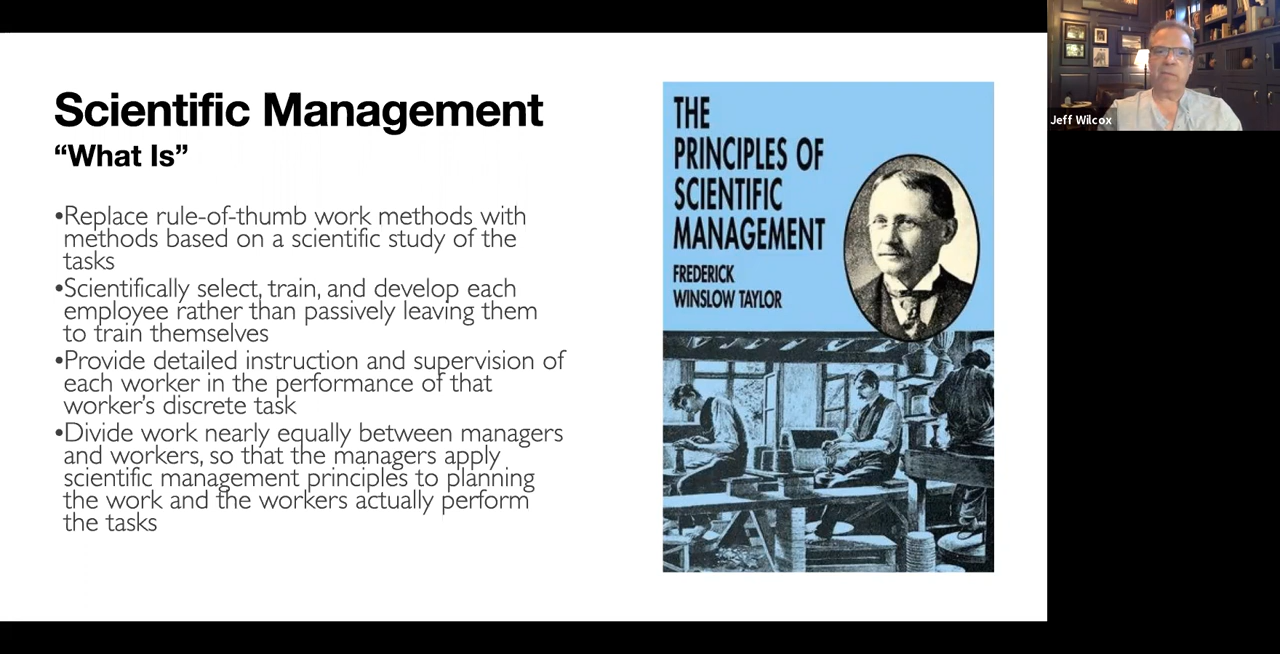 Scientific Management
“What Is”
•Replace rule-of-thumb work methods with
methods based on a scientific study of the
tasks
•Scientifically select, train, and develop each
employee rather than passively leaving them
to train themselves
•Provide detailed instruction and supervision of
each worker in the performance of that
worker’s discrete task
•Divide work nearly equally between managers
and workers, so that the managers apply
scientific management principles to planning
the work and the workers actually perform
the tasks
THE
PRINCIPLES OF
SCIENTIFIC
MANAGEMENT
FREDERICK
WINSLOW TAYLOR
Jeff Wilcox